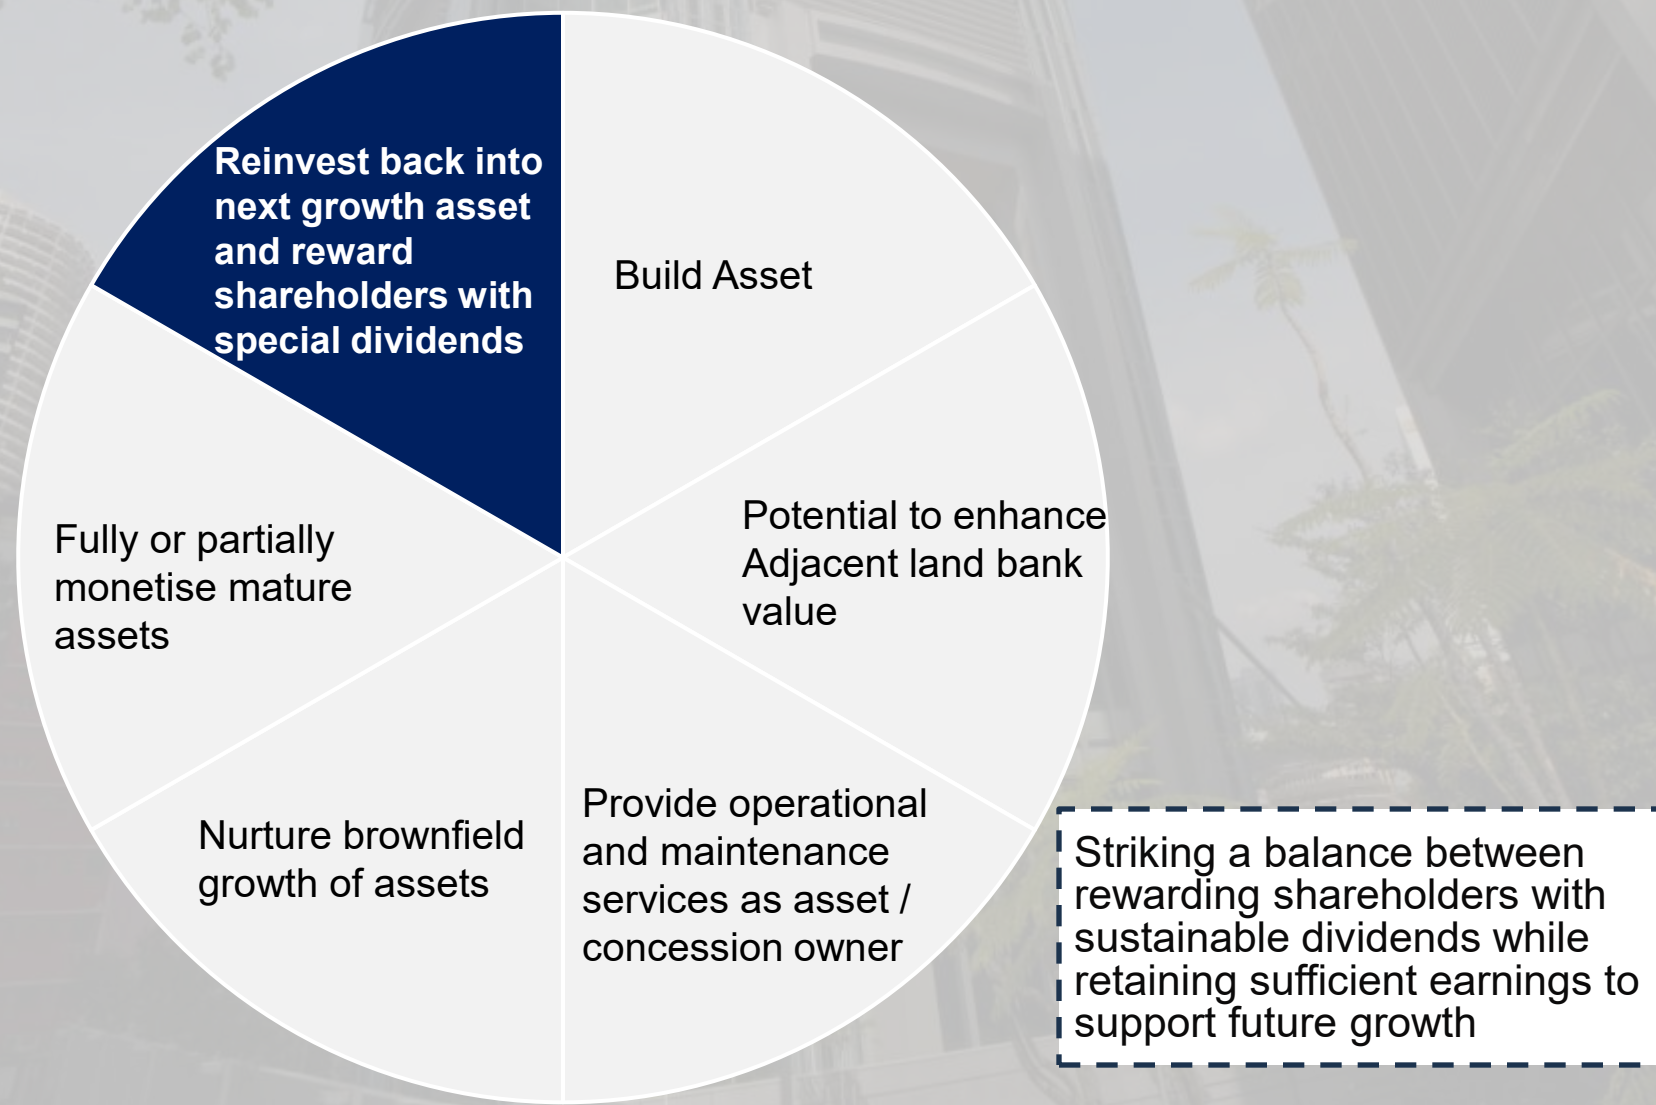 Reinvest back into
next growth asset
and reward
shareholders with
special dividends
Build Asset
Potential to enhance
Adjacent land bank
value
Provide operational
and maintenance
services as asset /
concession owner
Nurture brownfield
growth of assets
Fully or partially
monetise mature
assets
Striking a balance between
rewarding shareholders with
sustainable dividends while
retaining sufficient earnings to
support future growth